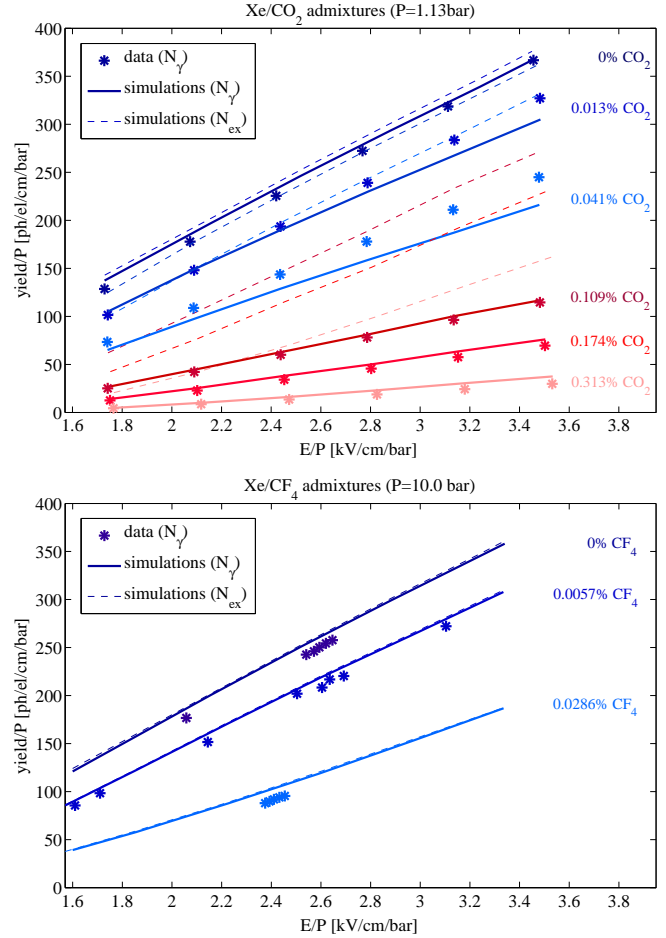 Xe/CO2 admixtures (P=1.13bar)
400
350
300
250
200
150
100
50
0
yield/P [ph/el/cm/bar]
data (Nγ)
simulations (Nγ)
simulations (Nex)
0% CO2
0.013% CO2
0.041% CO2
0.109% CO2
0.174% CO2
0.313% CO2
1.6 1.8 2 2.2 2.4 2.6 2.8 3 3.2 3.4 3.6 3.8
E/P [kV/cm/bar]
Xe/CF4 admixtures (P=10.0 bar)
400
350
300
250
200
150
100
50
0
yield/P [ph/el/cm/bar]
data (Nγ)
simulations (Nγ)
simulations (Nex)
0% CF4
0.0057% CF4
0.0286% CF4
1.6 1.8 2 2.2 2.4 2.6 2.8 3 3.2 3.4 3.6 3.8
E/P [kV/cm/bar]